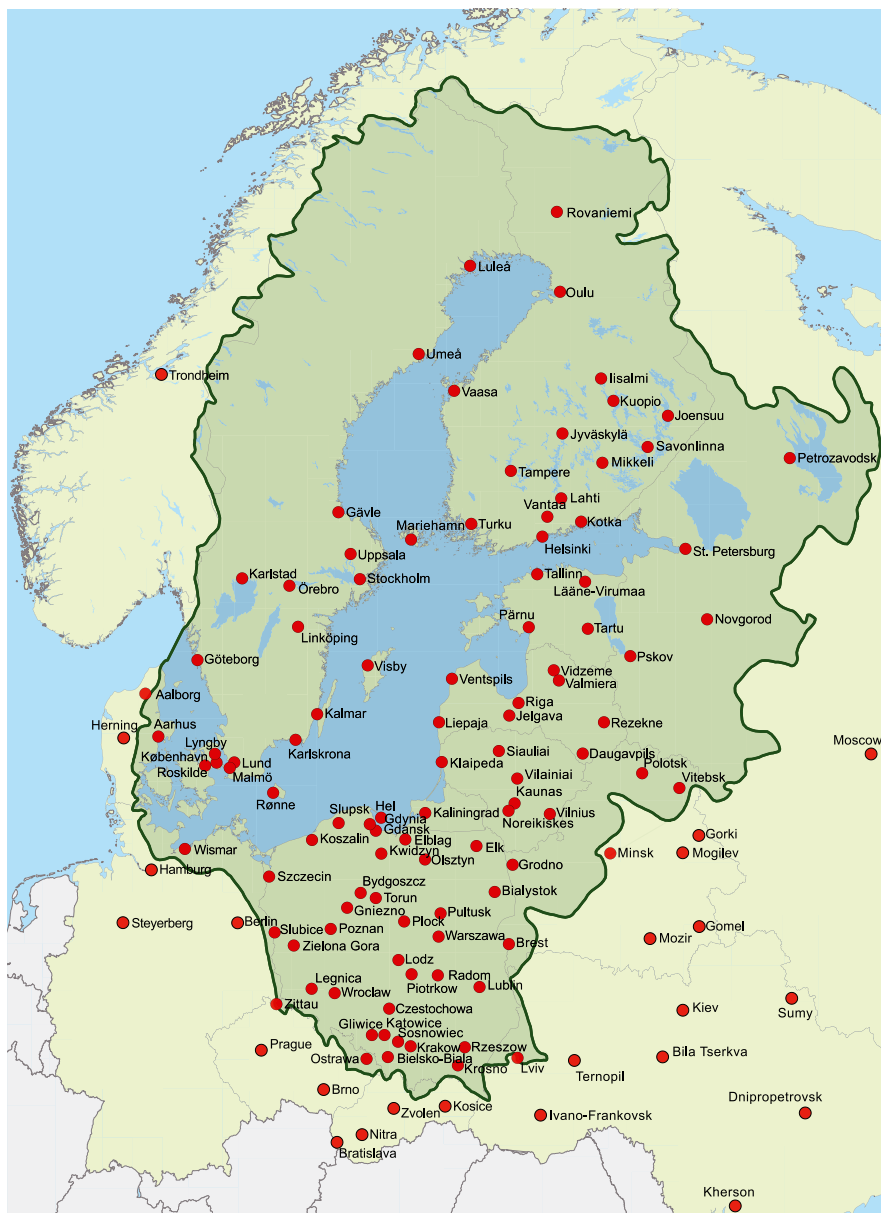 Rovaniemi
Luleå
Oulu
Umeå
Trondheim
Iisalmi
Vaasa
Kuopio
Joensuu
Jyväskylä
Savonlinna
Mikkeli
Petrozavodsk
Tampere
Lahti
Vantaa
Gävle
Mariehamn
Turku
Kotka
Helsinki
St. Petersburg
Uppsala
Karlstad
Stockholm
Örebro
Tallinn
Lääne-Virumaa
Pärnu
Novgorod
Linköping
Tartu
Göteborg
Visby
Pskov
Vidzeme
Ventspils
Valmiera
Aalborg
Riga
Kalmar
Jelgava
Herning
Aarhus
Liepaja
Rezekne
Lyngby
Karlskrona
Siauliai
Moscow
København
Lund
Klaipeda
Daugavpils
Polotsk
Roskilde
Malmö
Vilainiai
Vitebsk
Rønne
Kaunas
Slupsk
Hel
Kaliningrad
Noreikiskes
Vilnius
Gdynia
Gdánsk
Koszalin
Elblag
Gorki
Wismar
Kwidzyn
Elk
Minsk
Mogilev
Olsztyn
Hamburg
Grodno
Szczecin
Bydgoszcz
Bialystok
Torun
Gniezno
Pultusk
Steyerberg
Berlin
Slubice
Poznan
Plock
Gomel
Warszawa
Mozir
Zielona Gora
Brest
Lodz
Legnica
Piotrkow
Radom
Wroclaw
Lublin
Sumy
Zittau
Czestochowa
Kiev
Gliwice
Katowice
Sosnowiec
Prague
Krakow
Rzeszow
Ostrawa
Bielsko-Biala
Krosno
Lviv
Bila Tserkva
Ternopil
Brno
Zvolen
Kosice
Ivano-Frankovsk
Dnipropetrovsk
Nitra
Bratislava
Kherson